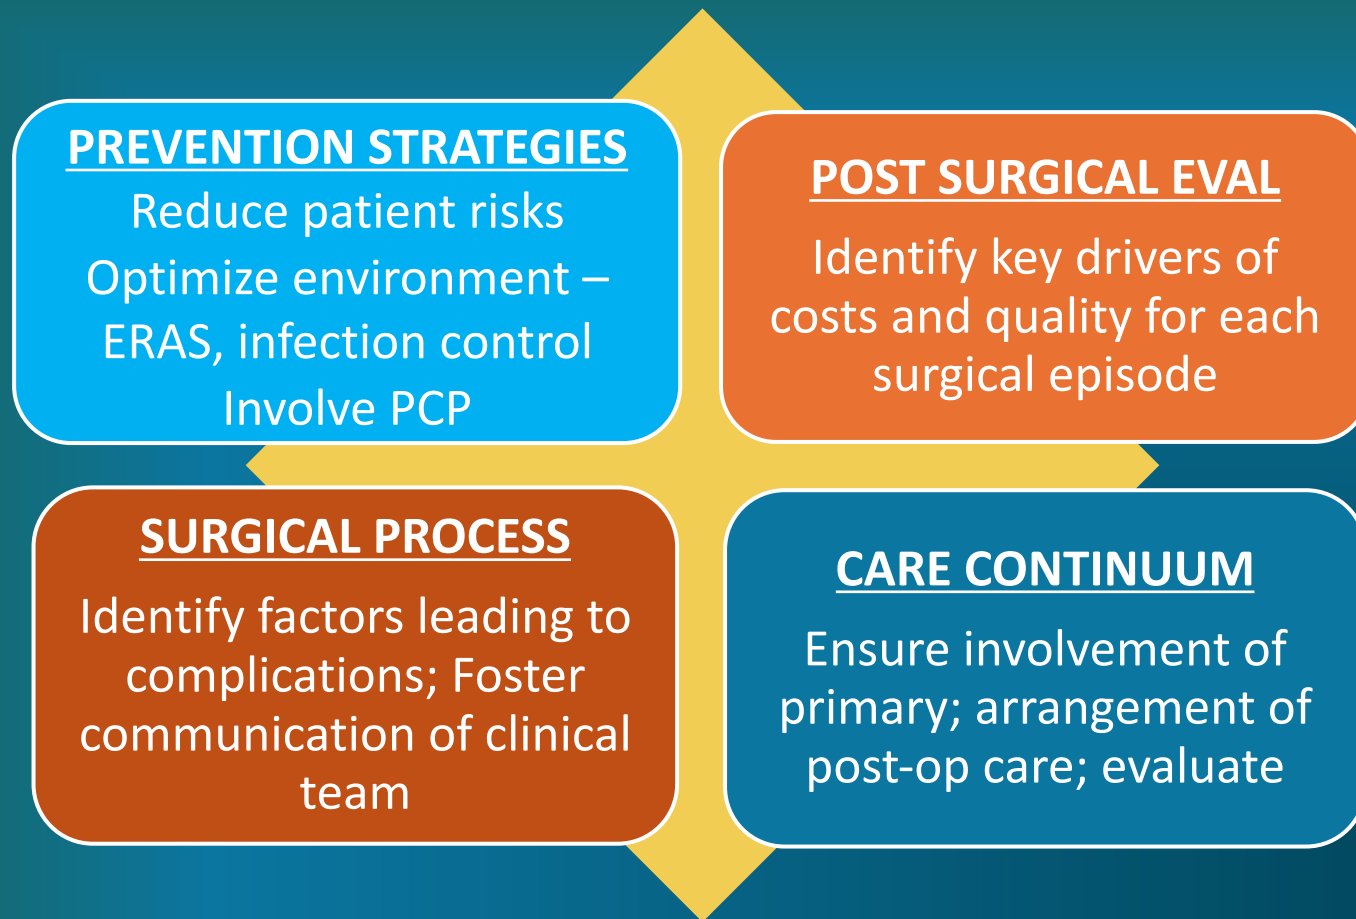 PREVENTION STRATEGIES
Reduce patient risks
Optimize environment –
ERAS, infection control
Involve PCP
POST SURGICAL EVAL
Identify key drivers of
costs and quality for each
surgical episode
SURGICAL PROCESS
Identify factors leading to
complications; Foster
communication of clinical
team
CARE CONTINUUM
Ensure involvement of
primary; arrangement of
post-op care; evaluate